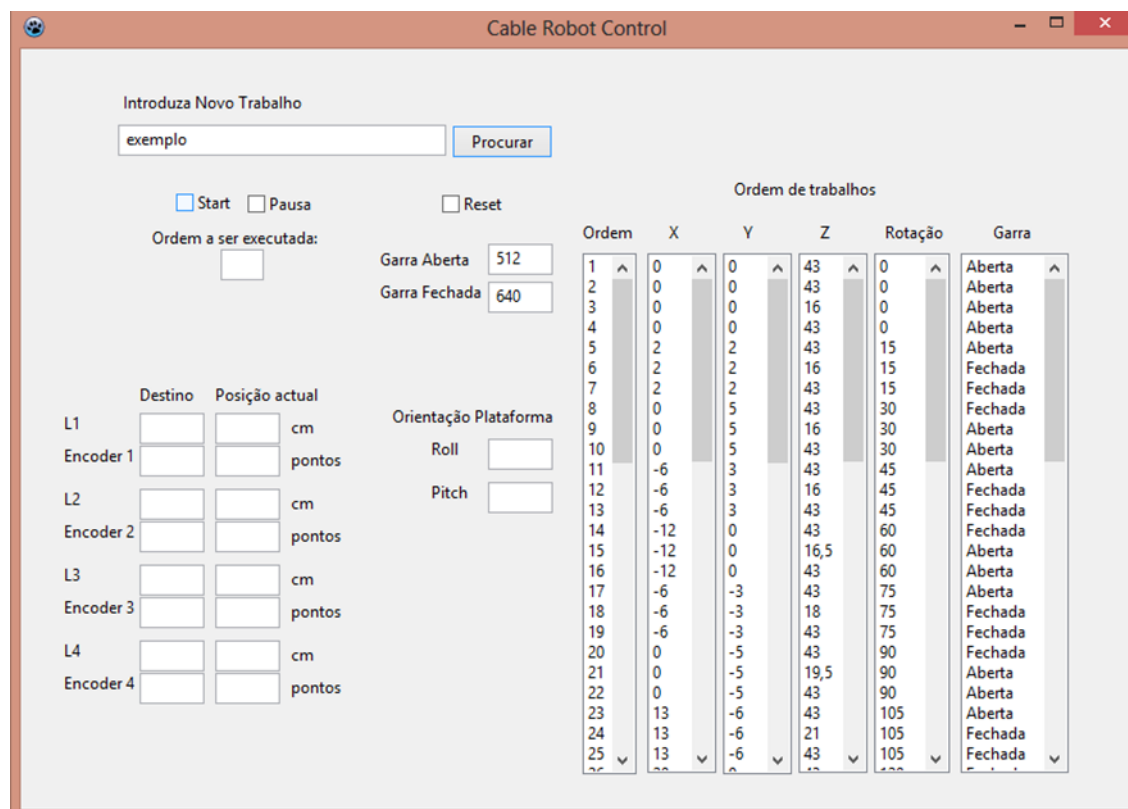 Cable Robot Control
Introduza Novo Trabalho
exemplo Procurar
Start Pausa Reset
Ordem a ser executada:
Garra Aberta 512
Garra Fechada 640
Destino Posição actual
L1 cm
Encoder 1 pontos
L2 cm
Encoder 2 pontos
L3 cm
Encoder 3 pontos
L4 cm
Encoder 4 pontos
Orientação Plataforma
Roll
Pitch
Ordem de trabalhos
Ordem X Y Z Rotação Garra
1 0 0 43 0 Aberta
2 0 0 43 0 Aberta
3 0 0 16 0 Aberta
4 0 0 43 0 Aberta
5 2 2 43 15 Aberta
6 2 2 16 15 Fechada
7 2 2 43 15 Fechada
8 0 5 43 30 Fechada
9 0 5 16 30 Aberta
10 0 5 43 30 Aberta
11 -6 3 43 45 Aberta
12 -6 3 16 45 Fechada
13 -6 3 43 45 Fechada
14 -12 0 43 60 Fechada
15 -12 0 16,5 60 Aberta
16 -12 0 43 60 Aberta
17 -6 -3 43 75 Aberta
18 -6 -3 18 75 Fechada
19 -6 -3 43 75 Fechada
20 0 -5 43 90 Fechada
21 0 -5 19,5 90 Aberta
22 0 -5 43 90 Aberta
23 13 -6 43 105 Aberta
24 13 -6 21 105 Fechada
25 13 -6 43 105 Fechada